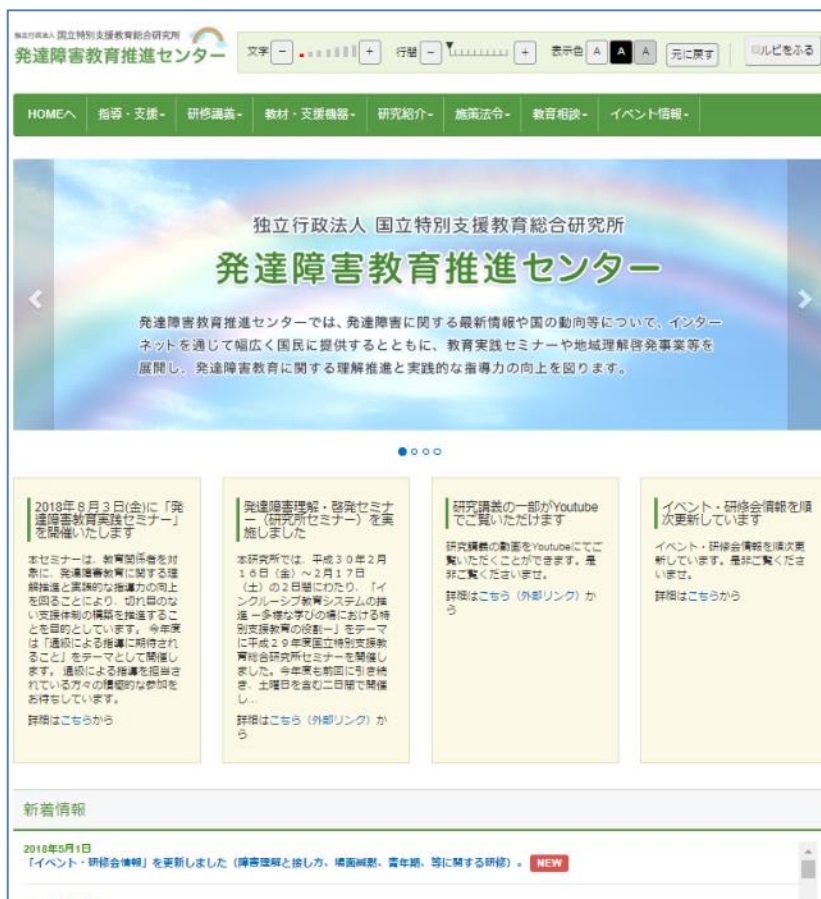 独立行政法人 国立特別支援教育総合研究所
発達障害教育推進センター
文字 - + 行間 - + 表示色 A A A 元に戻す ルビをふる
HOMEへ 指導・支援 研修講義 教材・支援機器 研究紹介 施策法令 教育相談 イベント情報
独立行政法人 国立特別支援教育総合研究所
発達障害教育推進センター
発達障害教育推進センターでは、発達障害に関する最新情報や国の動向等について、インター
ネットを通じて幅広く国民に提供するとともに、教育実践セミナーや地域理解啓発事業等を
展開し、発達障害教育に関する理解推進と実践的な指導力の向上を図ります。
2018年8月3日(金)に「発
達障害教育実践セミナー」
を開催いたします
本セミナーは、教育関係者を対
象に、発達障害教育に関する理
解推進と実践的な指導力の向上
を図ることにより、切れ目のな
い支援体制の構築を推進するこ
とを目的としています。今年度
は「通級による指導に期待され
ること」をテーマとして開催し
ます。通級による指導を担当さ
れている方々の積極的な参加を
お待ちしています。
詳細はこちらから
発達障害理解・啓発セミナ
ー（研究所セミナー）を実
施しました
本研究所では、平成30年2月
16日（金）～2月17日
（土）の2日間にわたり、「イ
ンクルーシブ教育システムの推
進－多様な学びの場における特
別支援教育の役割－」をテーマ
に平成29年度国立特別支援教
育総合研究所セミナーを開催し
ました。今年度も前回に引き続
き、土曜日を含む二日間で開催
し...
詳細はこちら（外部リンク）か
ら
研究講義の一部がYoutube
でご覧いただけます
研究講義の動画をYoutubeにてご
覧いただくことができます。是
非ご覧くださいませ。
詳細はこちら（外部リンク）か
ら
イベント・研修会情報を順
次更新しています
イベント・研修会情報を順次更
新しています。是非ご覧くださ
いませ。
詳細はこちらから
新着情報
2018年5月1日
「イベント・研修会情報」を更新しました（障害理解と接し方、場面緘黙、青年期、等に関する研修）。 NEW